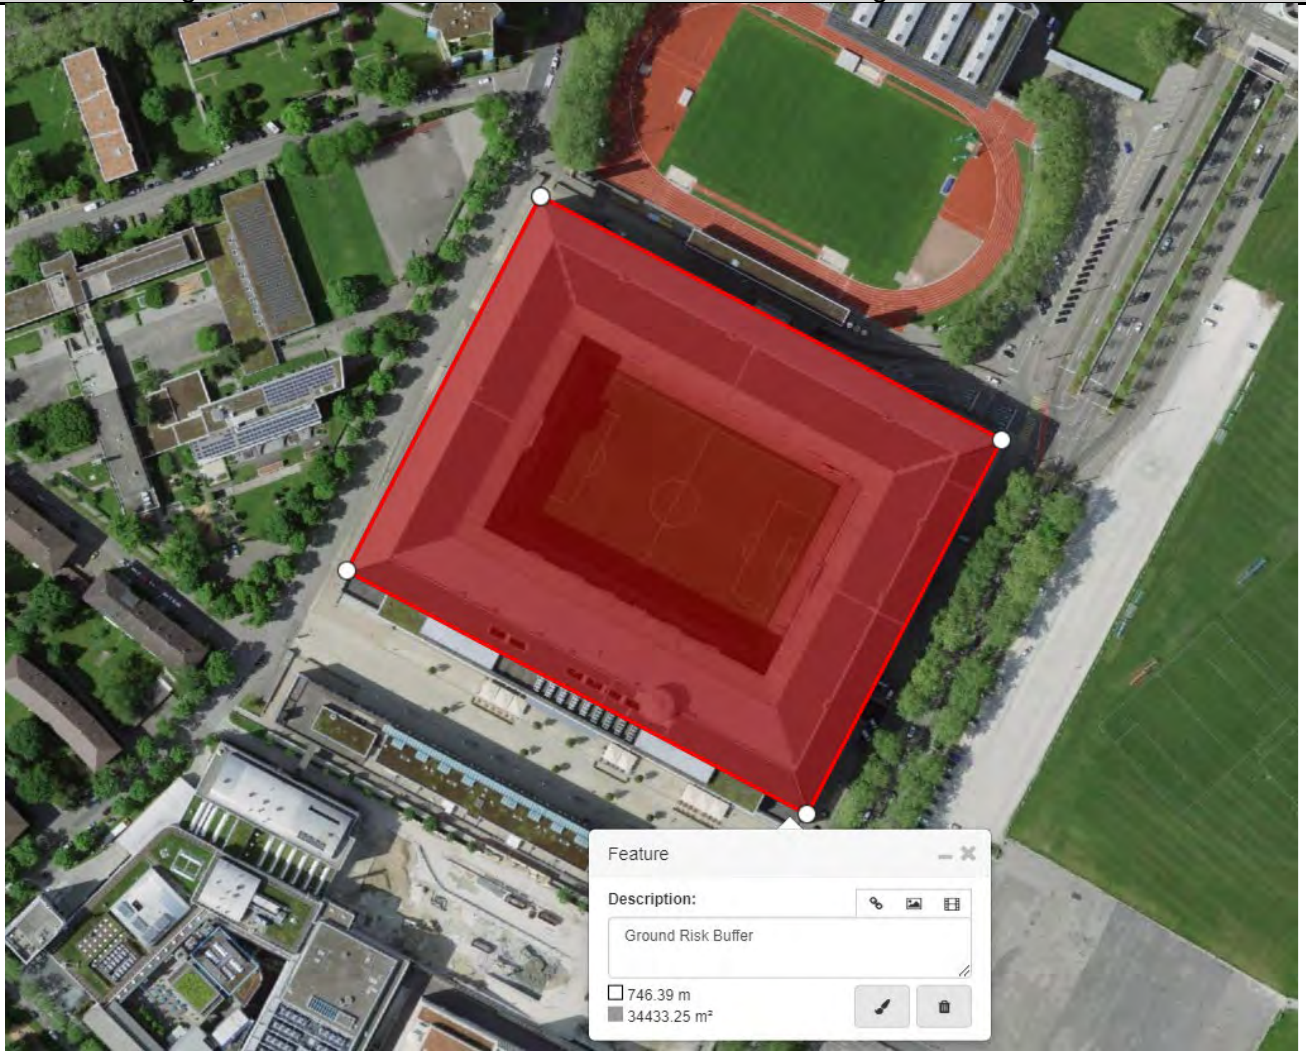 Feature
Description:
Ground Risk Buffer
746.39 m
34433.25 m²